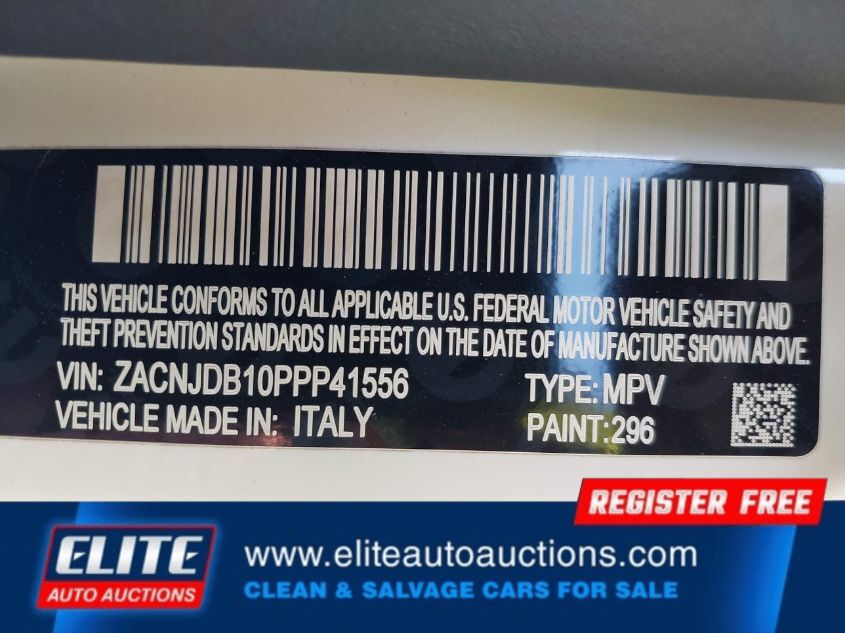 THIS VEHICLE CONFORMS TO ALL APPLICABLE U.S. FEDERAL MOTOR VEHICLE SAFETY AND
THEFT PREVENTION STANDARDS IN EFFECT ON THE DATE OF MANUFACTURE SHOWN ABOVE.
VIN: ZACNJDB10PPP41556 TYPE: MPV
VEHICLE MADE IN: ITALY PAINT:296
REGISTER FREE
ELITE
AUTO AUCTIONS
www.eliteautoauctions.com
CLEAN & SALVAGE CARS FOR SALE